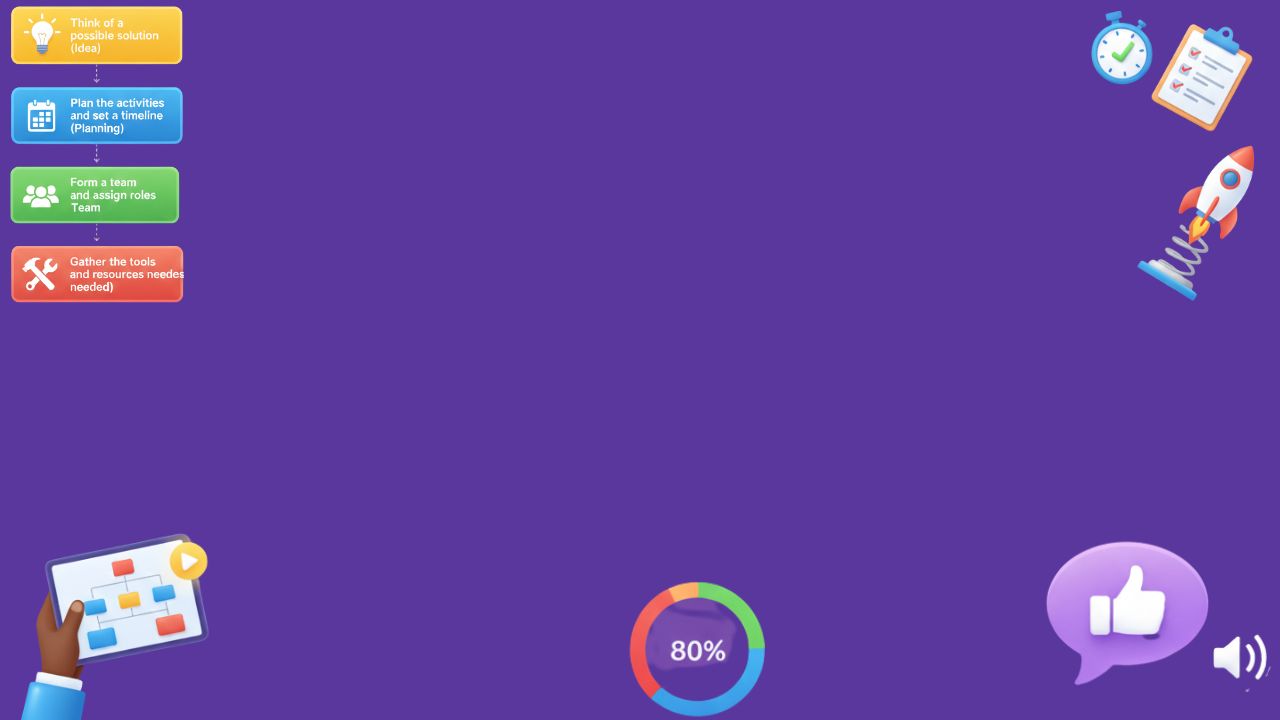 Think of a
possible solution
(Idea)
Plan the activities
and set a timeline
(Planning)
Form a team
and assign roles
Team
Gather the tools
and resources needes
needed)
80%